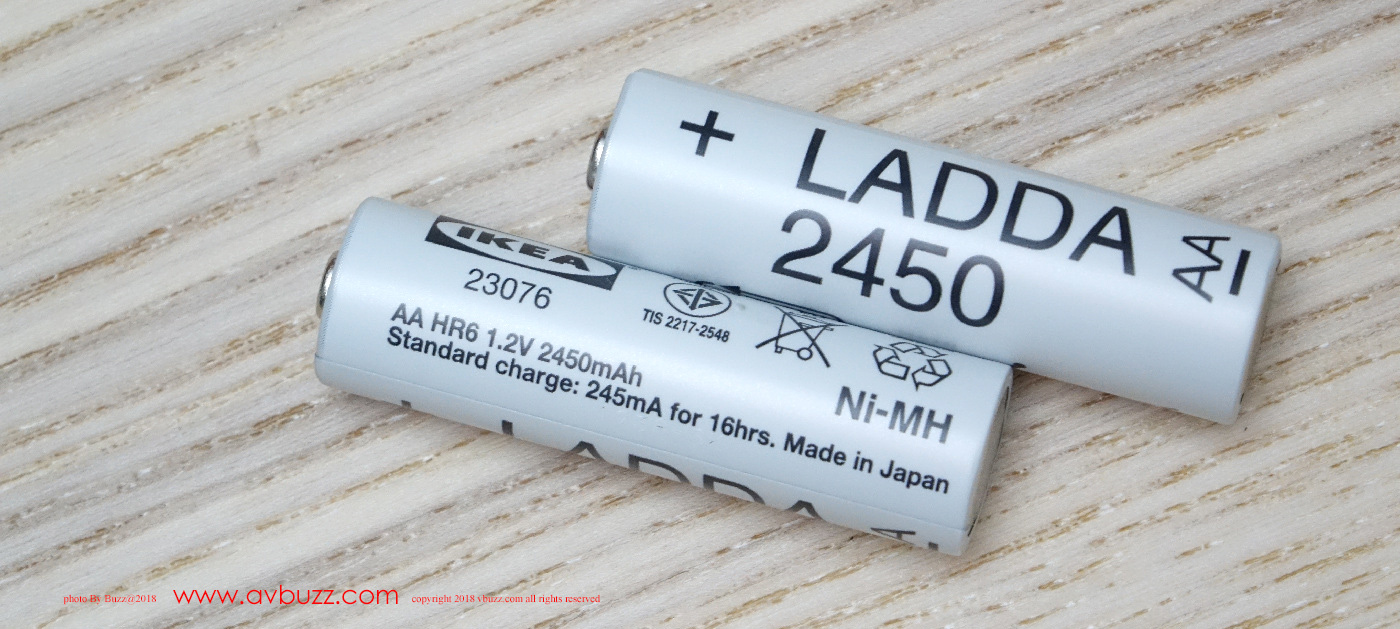 + LADDA
2450
AA
IKEA
23076
TIS 2217-2548
AA HR6 1.2V 2450mAh
Standard charge: 245mA for 16hrs. Made in Japan
Ni-MH
LADDA
photo By Buzz@2018 www.avbuzz.com copyright 2018 vbuzz.com all rights reserved